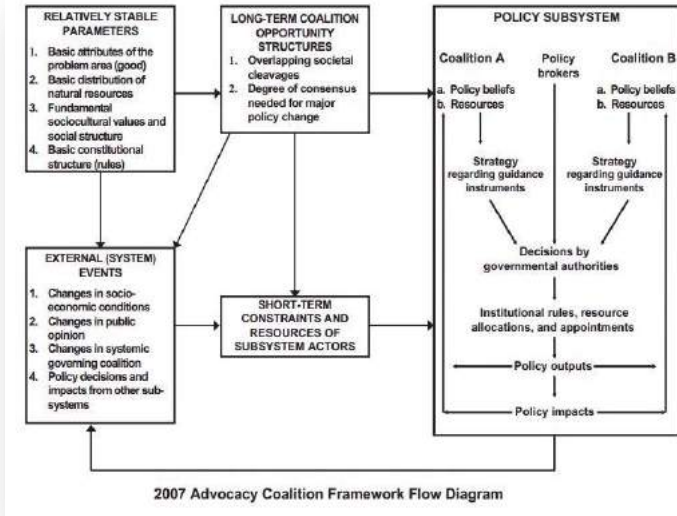 RELATIVELY STABLE
PARAMETERS
1. Basic attributes of the
problem area (good)
2. Basic distribution of
natural resources
3. Fundamental
sociocultural values and
social structure
4. Basic constitutional
structure (rules)
LONG-TERM COALITION
OPPORTUNITY
STRUCTURES
1. Overlapping societal
cleavages
2. Degree of consensus
needed for major
policy change
POLICY SUBSYSTEM
Coalition A
a. Policy beliefs
b. Resources
Policy
brokers
Coalition B
a. Policy beliefs
b. Resources
Strategy
regarding guidance
instruments
Strategy
regarding guidance
instruments
Decisions by
governmental authorities
Institutional rules, resource
allocations, and appointments
Policy outputs
Policy impacts
EXTERNAL (SYSTEM)
EVENTS
1. Changes in socio-
economic conditions
2. Changes in public
opinion
3. Changes in systemic
governing coalition
4. Policy decisions and
impacts from other sub-
systems
SHORT-TERM
CONSTRAINTS AND
RESOURCES OF
SUBSYSTEM ACTORS
2007 Advocacy Coalition Framework Flow Diagram